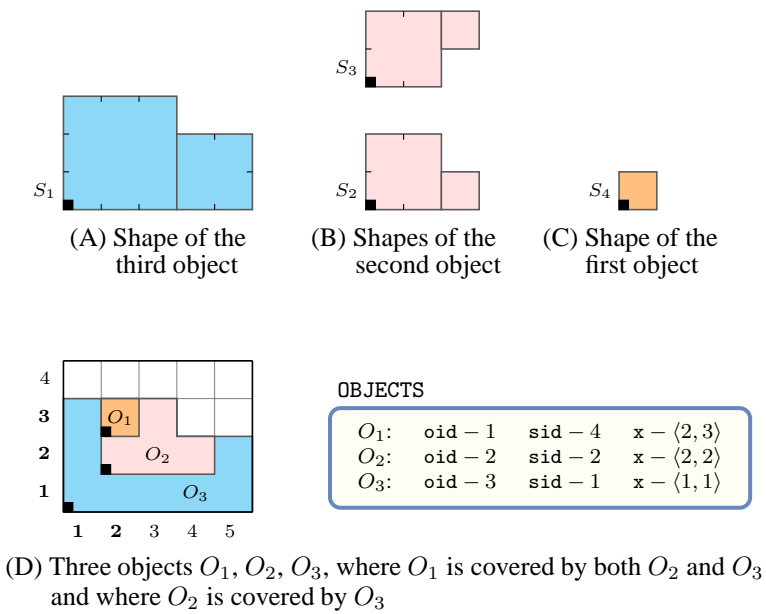 S3
S1
S2
S4
(A) Shape of the
third object
(B) Shapes of the
second object
(C) Shape of the
first object
4
3
2
1
O1
O2
O3
1 2 3 4 5
OBJECTS
O1: oid − 1 sid − 4 x − ⟨2, 3⟩
O2: oid − 2 sid − 2 x − ⟨2, 2⟩
O3: oid − 3 sid − 1 x − ⟨1, 1⟩
(D) Three objects O1, O2, O3, where O1 is covered by both O2 and O3
and where O2 is covered by O3